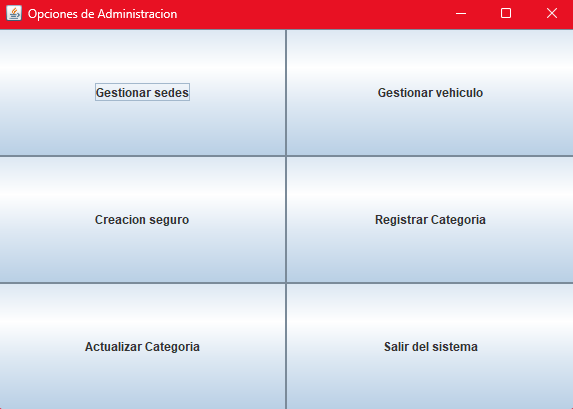 Opciones de Administracion
Gestionar sedes
Gestionar vehiculo
Creacion seguro
Registrar Categoria
Actualizar Categoria
Salir del sistema